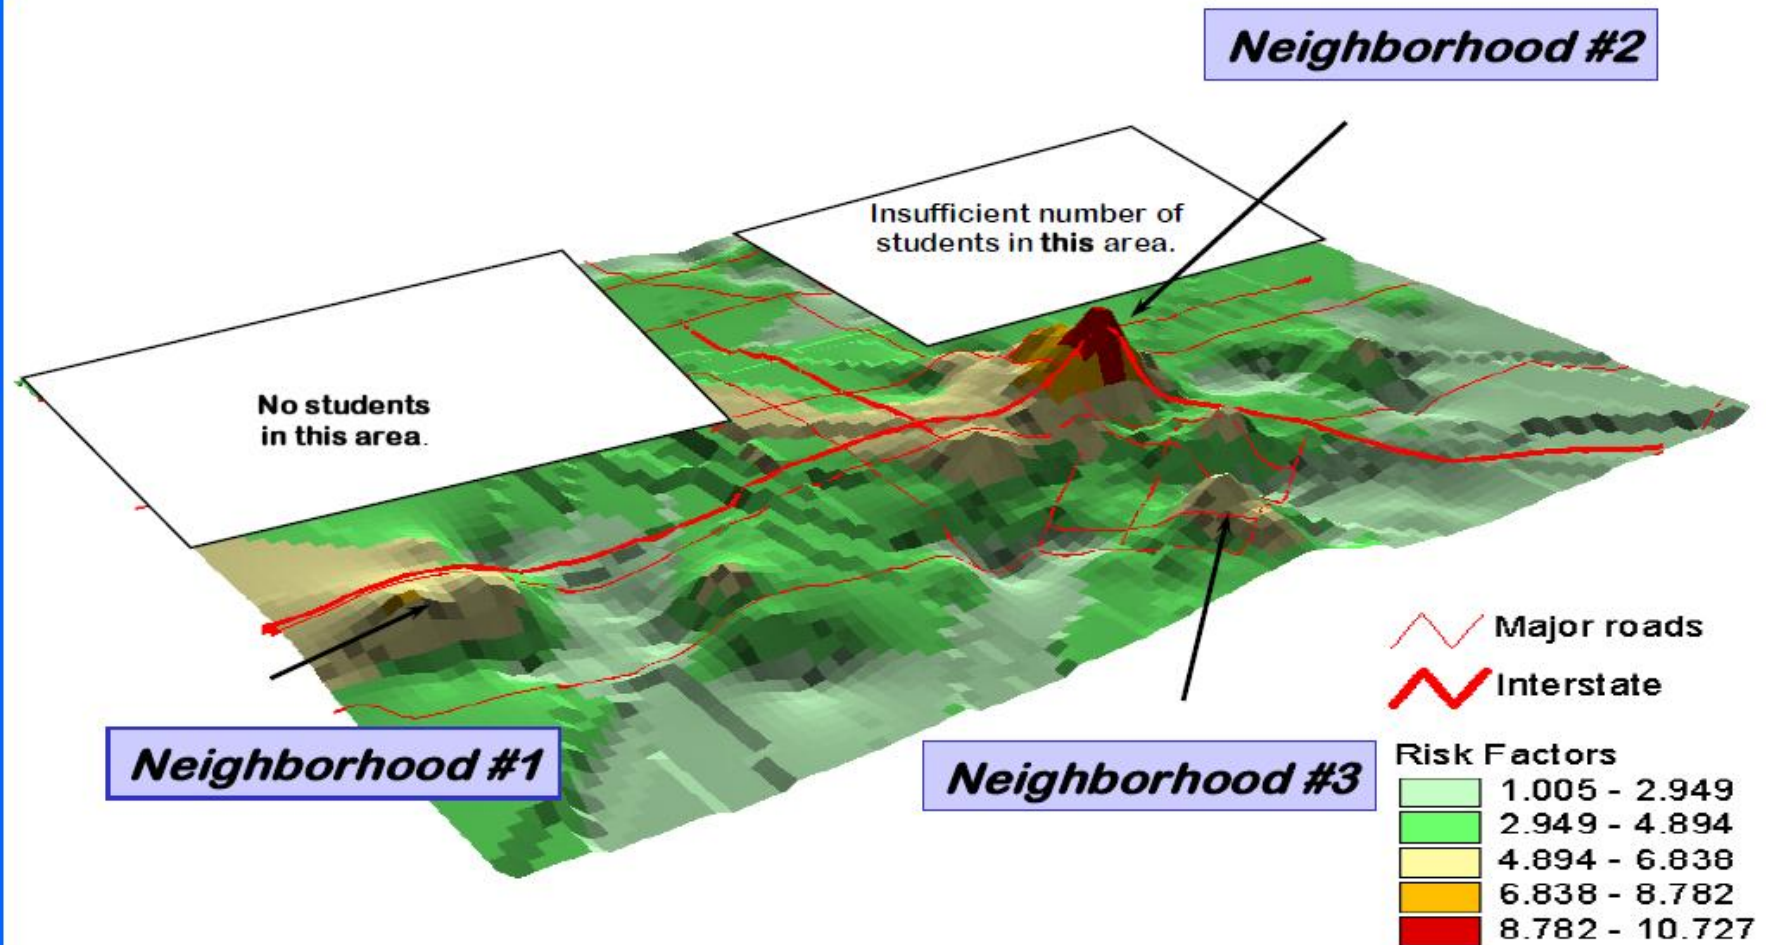 Neighborhood #2
Insufficient number of
students in this area.
No students
in this area.
Neighborhood #1
Neighborhood #3
Major roads
Interstate
Risk Factors
1.005 - 2.949
2.949 - 4.894
4.894 - 6.838
6.838 - 8.782
8.782 - 10.727